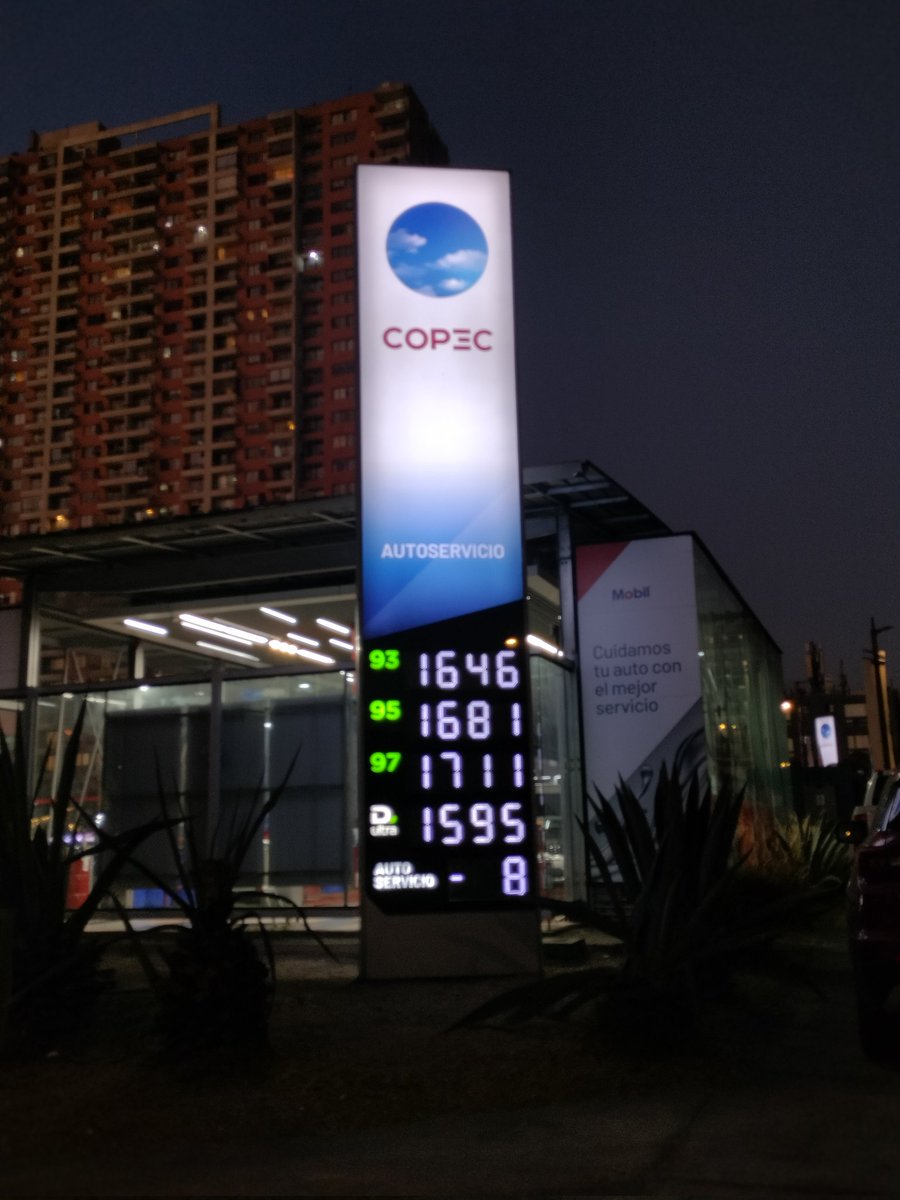 COPEC
AUTOSERVICIO
93 1646
95 1681
97 1711
D ultra 1595
AUTO SERVICIO - 8
Mobil
Cuidamos
tu auto con
el mejor
servicio